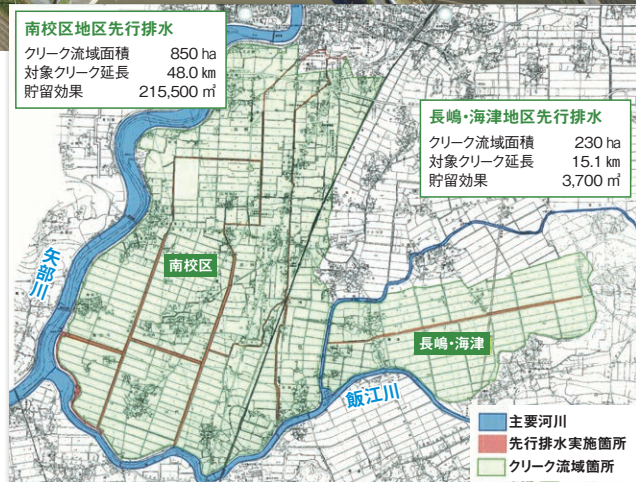 南校区地区先行排水
クリーク流域面積 850 ha
対象クリーク延長 48.0 km
貯留効果 215,500 ㎥
長嶋・海津地区先行排水
クリーク流域面積 230 ha
対象クリーク延長 15.1 km
貯留効果 3,700 ㎥
矢部川
南校区
長嶋・海津
飯江川
主要河川
先行排水実施箇所
クリーク流域箇所